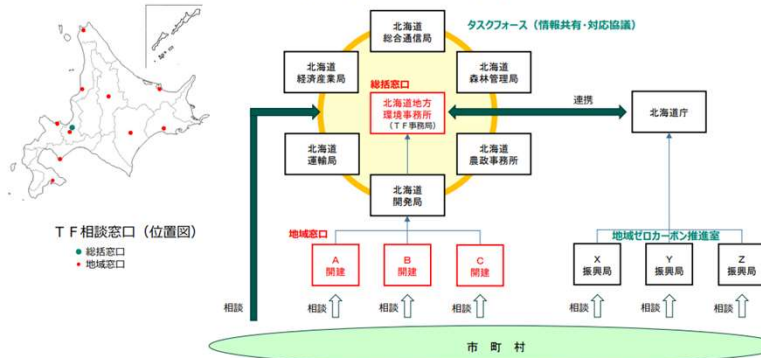 タスクフォース（情報共有・対応協議）
北海道
総合通信局
北海道
経済産業局
北海道
森林管理局
総括窓口
北海道地方
環境事務所
（ＴＦ事務局）
連携
北海道庁
北海道
運輸局
北海道
農政事務所
北海道
開発局
ＴＦ相談窓口（位置図）
総括窓口
地域窓口
地域窓口
地域ゼロカーボン推進室
Ａ
開建
Ｂ
開建
Ｃ
開建
Ｘ
振興局
Ｙ
振興局
Ｚ
振興局
相談
相談
相談
相談
相談
相談
相談
市町村